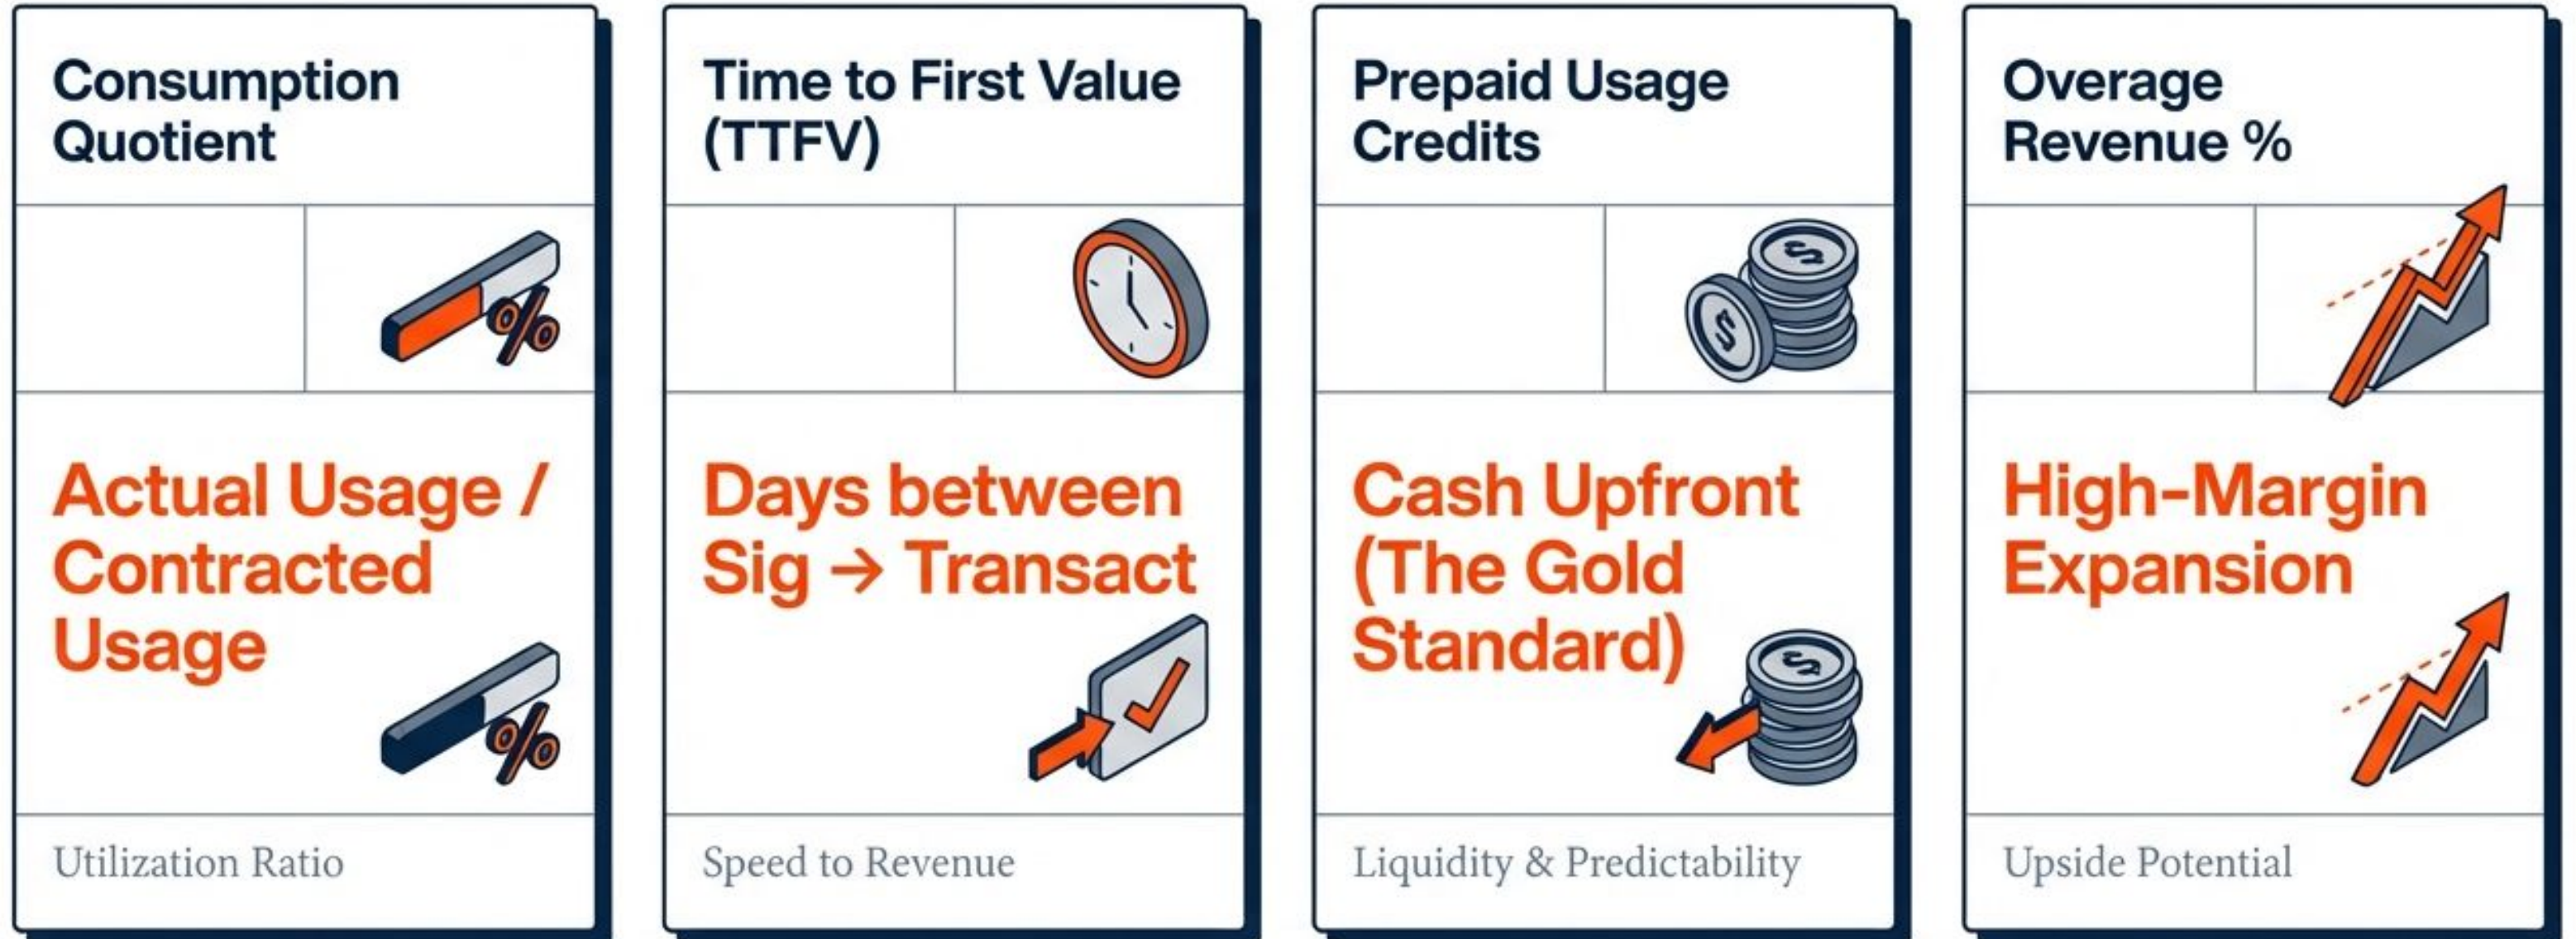 Consumption
Quotient
Actual Usage /
Contracted
Usage
Utilization Ratio
Time to First Value
(TTFV)
Days between
Sig → Transact
Speed to Revenue
Prepaid Usage
Credits
Cash Upfront
(The Gold
Standard)
Liquidity & Predictability
Overage
Revenue %
High-Margin
Expansion
Upside Potential